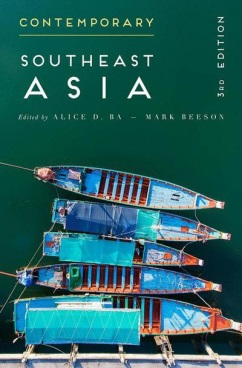 CONTEMPORARY
SOUTHEAST
ASIA
3RD EDITION
Edited by ALICE D. BA — MARK BEESON